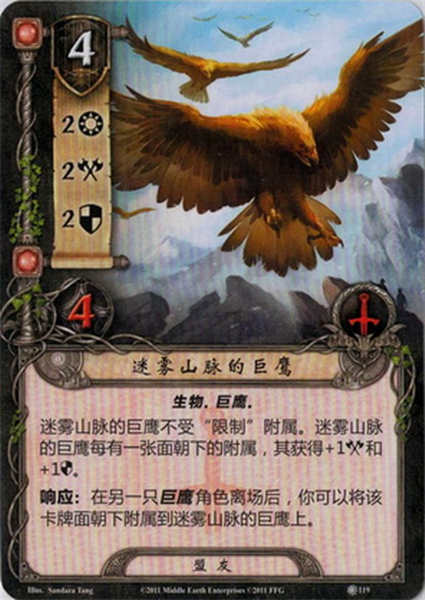 4
2
2
2
4
迷雾山脉的巨鹰
生物. 巨鹰.
迷雾山脉的巨鹰不受“限制”附属。迷雾山脉
的巨鹰每有一张面朝下的附属，其获得+1和
+1。
响应：在另一只巨鹰角色离场后，你可以将该
卡牌面朝下附属到迷雾山脉的巨鹰上。
盟友
Illus. Sandara Tang ©2011 Middle Earth Enterprises ©2011 FFG 119